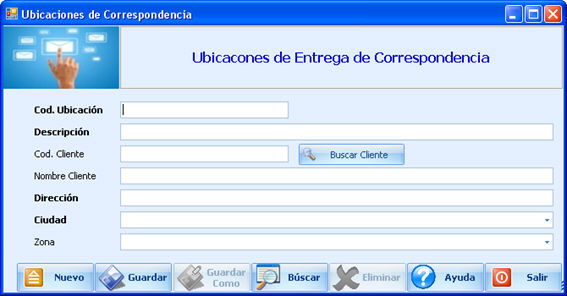 Ubicaciones de Correspondencia
Ubicacones de Entrega de Correspondencia
Cod. Ubicación
Descripción
Cod. Cliente
Buscar Cliente
Nombre Cliente
Dirección
Ciudad
Zona
Nuevo
Guardar
Guardar
Como
Búscar
Eliminar
Ayuda
Salir